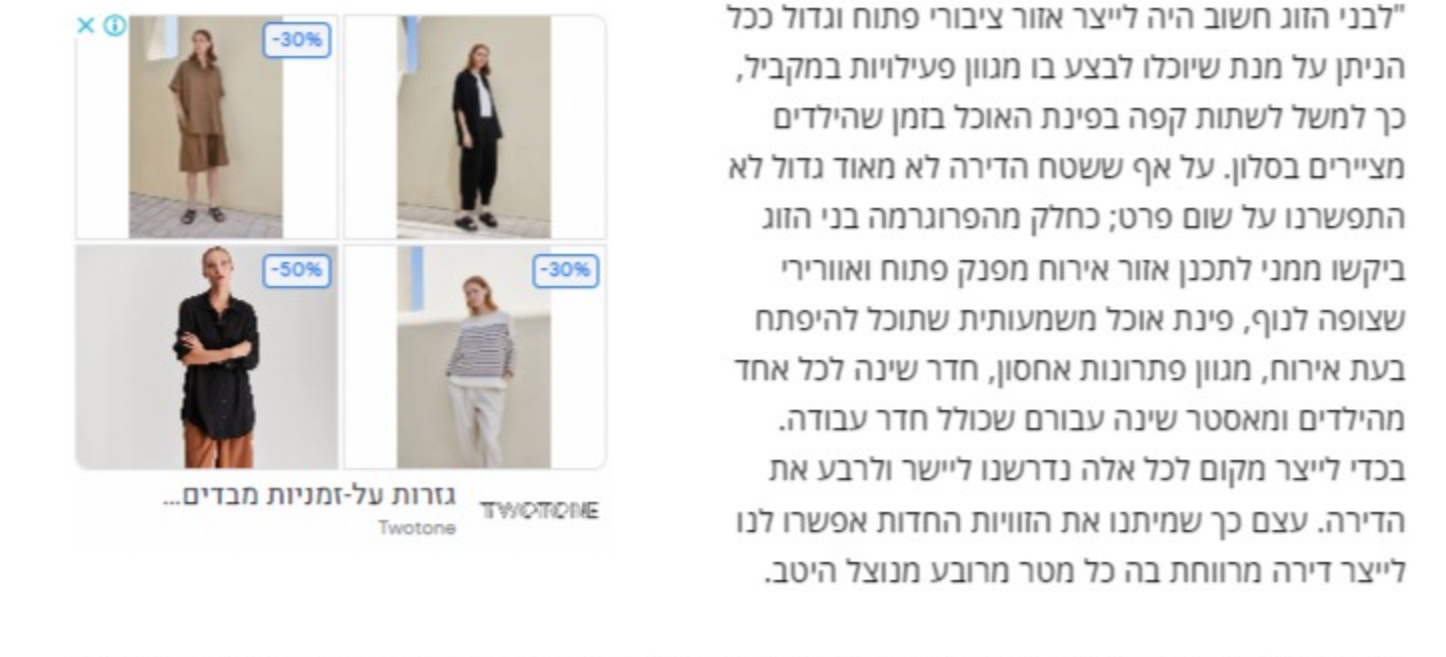 "לבני הזוג חשוב היה לייצר אזור ציבורי פתוח וגדול ככל
הניתן על מנת שיוכלו לבצע בו מגוון פעילויות במקביל,
כך למשל לשתות קפה בפינת האוכל בזמן שהילדים
מציירים בסלון. על אף ששטח הדירה לא מאוד גדול לא
התפשרנו על שום פרט; כחלק מהפרוגרמה בני הזוג
ביקשו ממני לתכנן אזור אירוח מפנק פתוח ואוורירי
שצופה לנוף, פינת אוכל משמעותית שתוכל להיפתח
בעת אירוח, מגוון פתרונות אחסון, חדר שינה לכל אחד
מהילדים ומאסטר שינה עבורם שכולל חדר עבודה.
בכדי לייצר מקום לכל אלה נדרשנו ליישר ולרבע את
הדירה. עצם כך שמיתנו את הזוויות החדות אפשרו לנו
לייצר דירה מרווחת בה כל מטר מרובע מנוצל היטב.
-30%
-50%
-30%
TWOTONE
גזרות על-זמניות מבדים...
Twotone